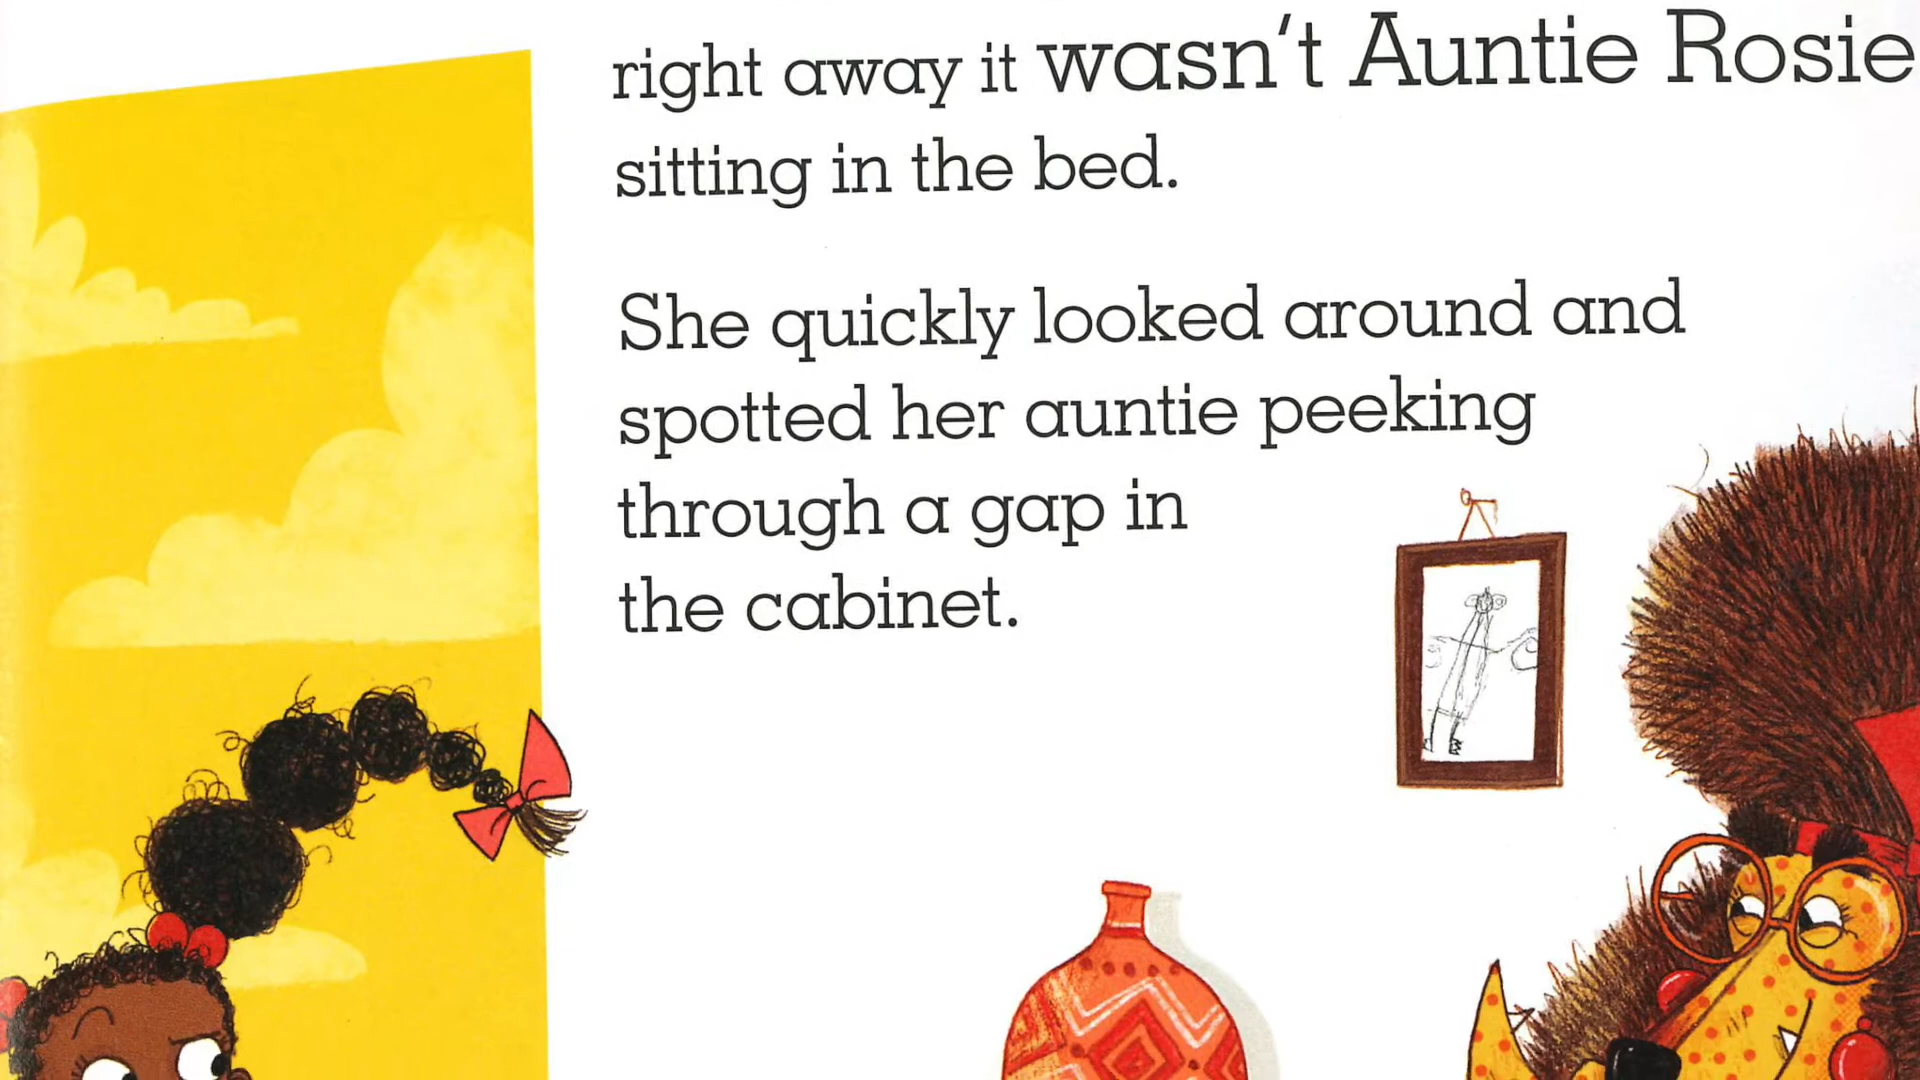 right away it wasn't Auntie Rosie
sitting in the bed.
She quickly looked around and
spotted her auntie peeking
through a gap in
the cabinet.